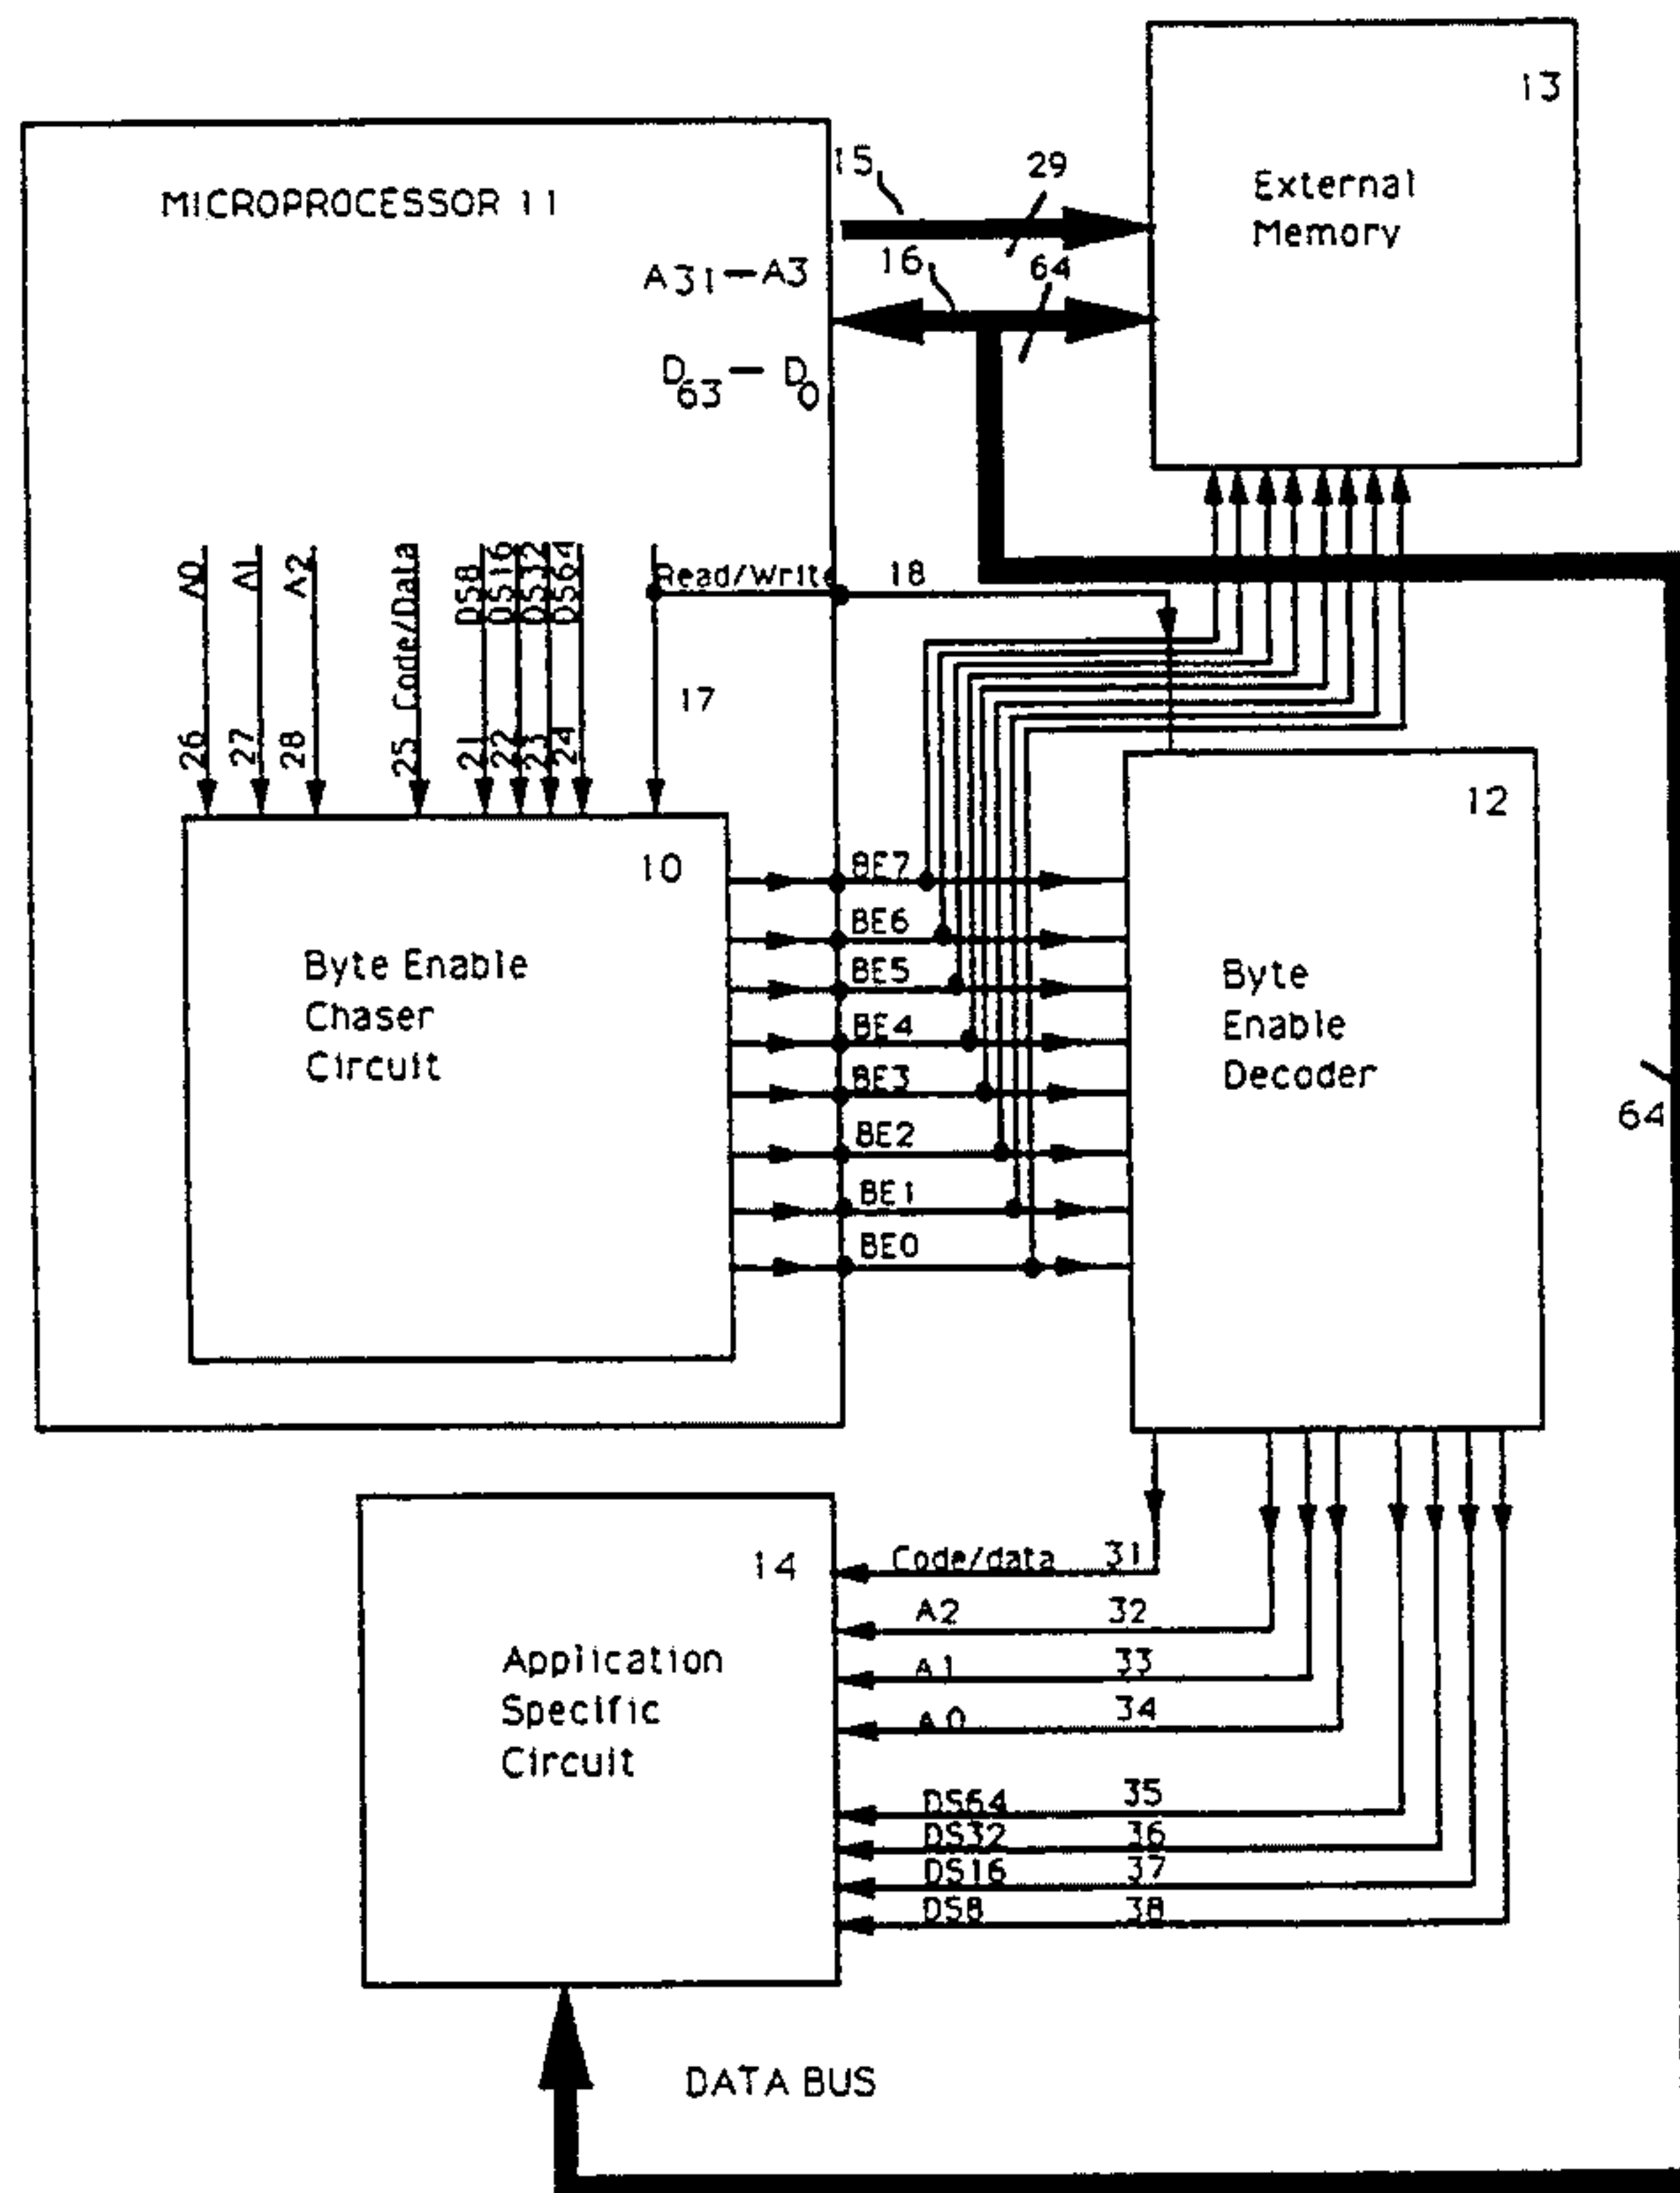 13
External
Memory
15
29
MICROPROCESSOR 11
A31-A3
16
64
D63 - D0
A0
A1
A2
Code/Data
DS8
DS16
DS32
DS64
Read/Write
18
17
26
27
28
25
21
22
23
24
10
Byte Enable
Chaser
Circuit
BE7
BE6
BE5
BE4
BE3
BE2
BE1
BE0
12
Byte
Enable
Decoder
64
14
Application
Specific
Circuit
Code/data 31
A2 32
A1 33
A0 34
DS64 35
DS32 36
DS16 37
DS8 38
DATA BUS